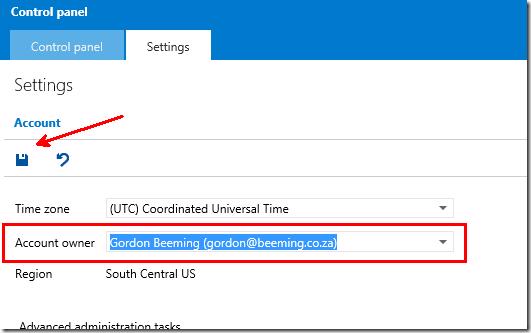 Control panel
Control panel Settings
Settings
Account
Time zone (UTC) Coordinated Universal Time
Account owner Gordon Beeming (gordon@beeming.co.za)
Region South Central US
Advanced administration tasks